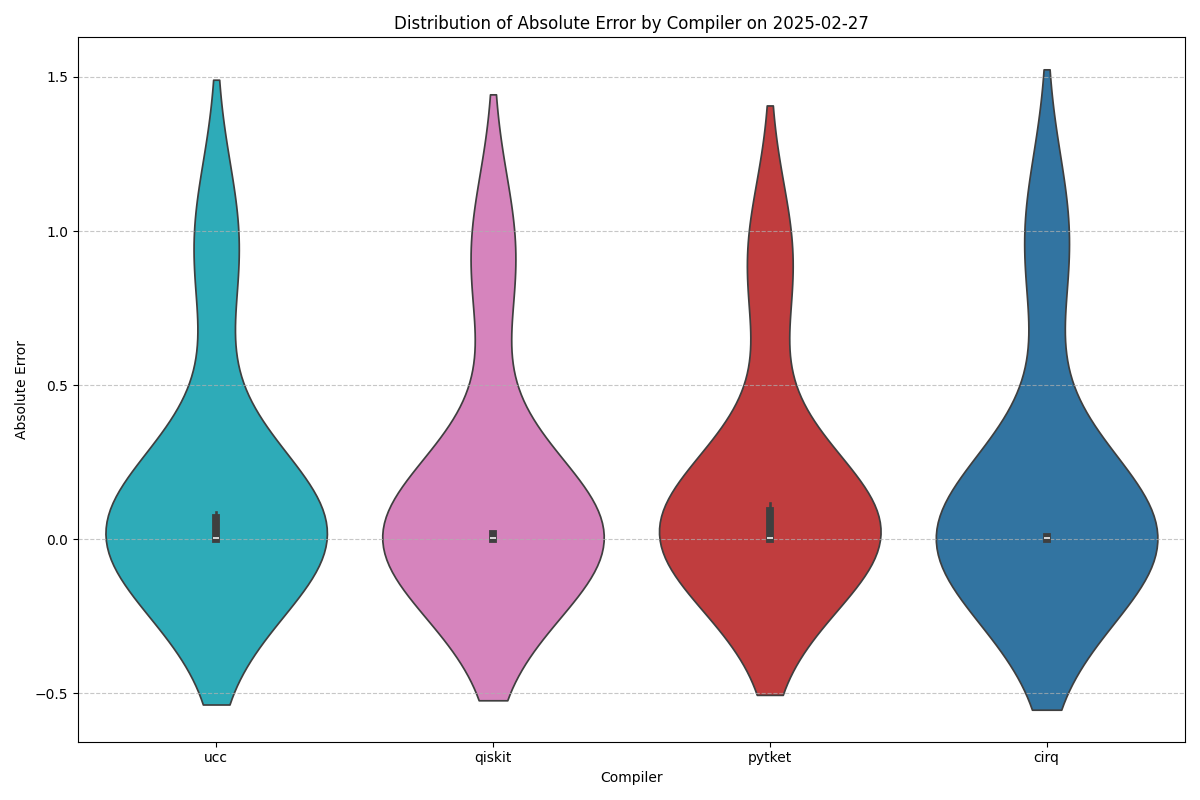 Distribution of Absolute Error by Compiler on 2025-02-27
1.5
1.0
0.5
0.0
−0.5
Absolute Error
ucc qiskit pytket cirq
Compiler